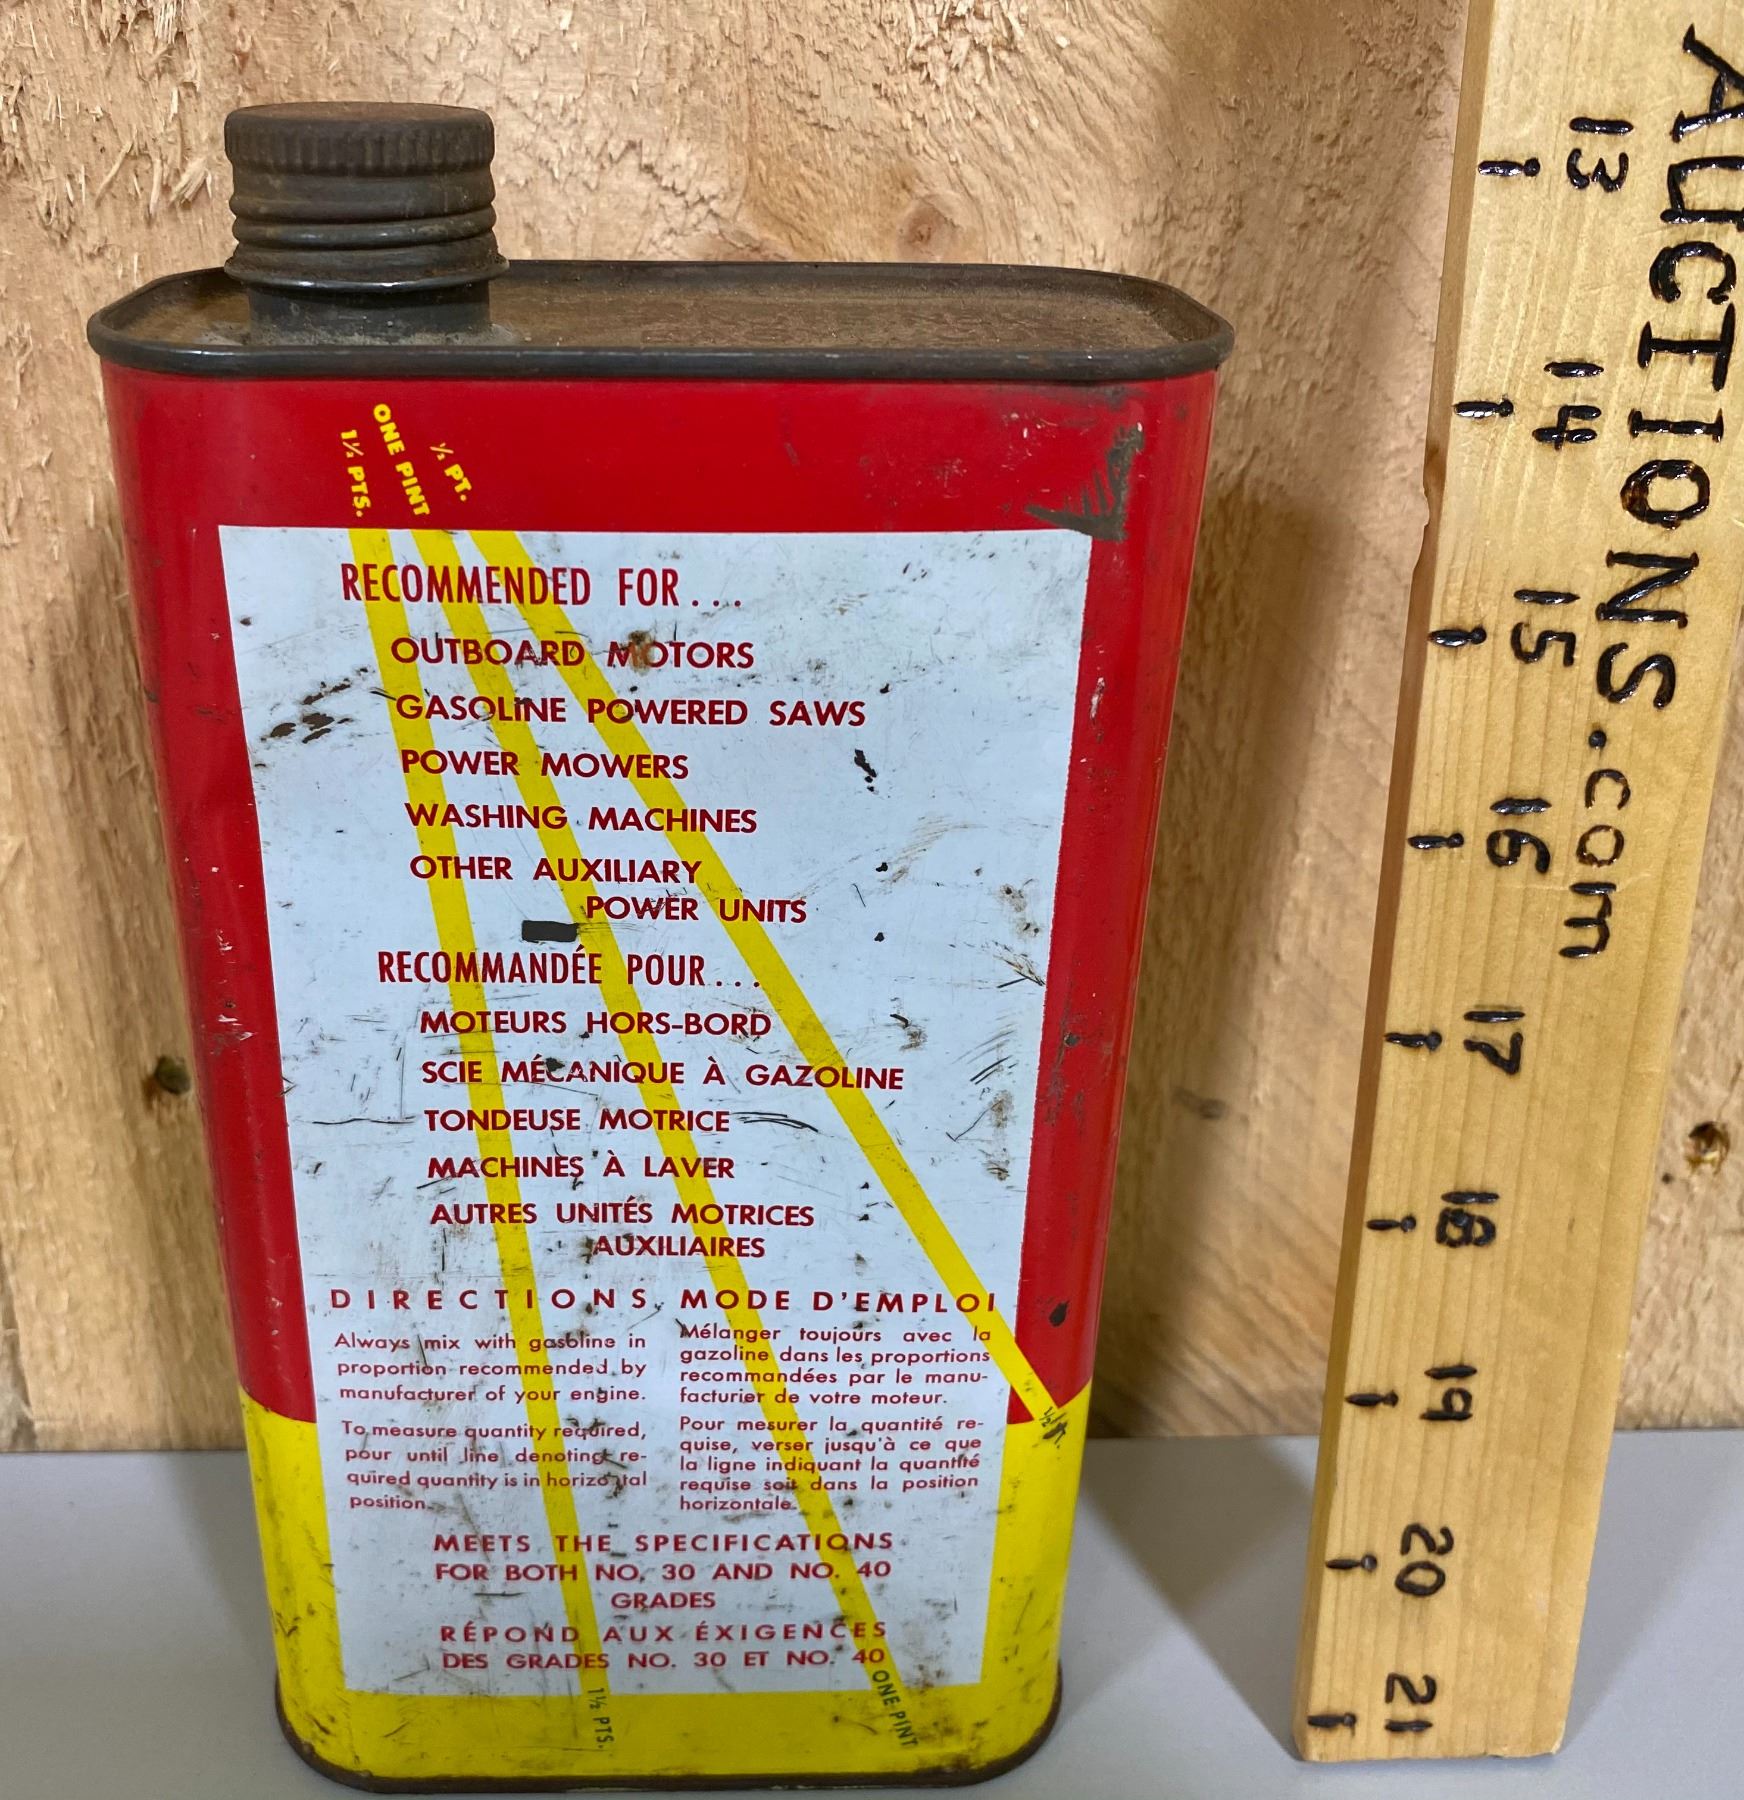 ONE PINT
1½ PTS.
½ PT.
RECOMMENDED FOR...
OUTBOARD MOTORS
GASOLINE POWERED SAWS
POWER MOWERS
WASHING MACHINES
OTHER AUXILIARY
POWER UNITS
RECOMMANDÉE POUR...
MOTEURS HORS-BORD
SCIE MÉCANIQUE À GAZOLINE
TONDEUSE MOTRICE
MACHINES À LAVER
AUTRES UNITÉS MOTRICES
AUXILIAIRES
DIRECTIONS
Always mix with gasoline in
proportion recommended by
manufacturer of your engine.
To measure quantity required,
pour until line denoting re-
quired quantity is in horizontal
position.
MODE D'EMPLOI
Mélanger toujours avec la
gazoline dans les proportions
recommandées par le manu-
facturier de votre moteur.
Pour mesurer la quantité re-
quise, verser jusqu'à ce que
la ligne indiquant la quantité
requise soit dans la position
horizontale.
MEETS THE SPECIFICATIONS
FOR BOTH NO. 30 AND NO. 40
GRADES
RÉPOND AUX ÉXIGENCES
DES GRADES NO. 30 ET NO. 40
1½ PTS.
ONE PINT
AUCTIONS.com
13
14
15
16
17
18
19
20
21